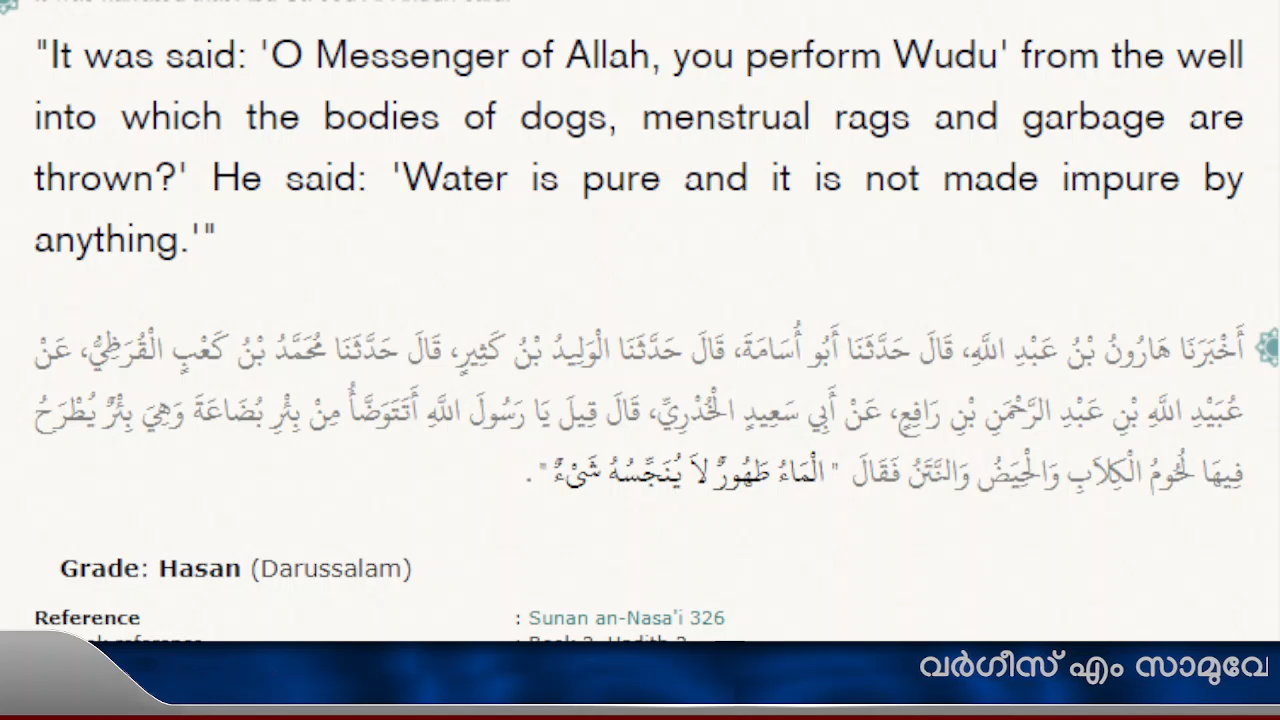 "It was said: 'O Messenger of Allah, you perform Wudu' from the well
into which the bodies of dogs, menstrual rags and garbage are
thrown?' He said: 'Water is pure and it is not made impure by
anything.'"
أَخْبَرَنَا هَارُونُ بْنُ عَبْدِ اللَّهِ، قَالَ حَدَّثَنَا أَبُو أُسَامَةَ، قَالَ حَدَّثَنَا الْوَلِيدُ بْنُ كَثِيرٍ، قَالَ حَدَّثَنَا مُحَمَّدُ بْنُ كَعْبٍ الْقُرَظِيُّ، عَنْ
عُبَيْدِ اللَّهِ بْنِ عَبْدِ الرَّحْمَنِ بْنِ رَافِعٍ، عَنْ أَبِي سَعِيدٍ الْخُدْرِيِّ، قَالَ قِيلَ يَا رَسُولَ اللَّهِ أَتَتَوَضَّأُ مِنْ بِئْرِ بُضَاعَةَ وَهِيَ بِئْرٌ يُطْرَحُ
فِيهَا لُحُومُ الْكِلاَبِ وَالْحِيَضُ وَالنَّتَنُ فَقَالَ " الْمَاءُ طَهُورٌ لاَ يُنَجِّسُهُ شَىْءٌ " .
Grade: Hasan (Darussalam)
Reference : Sunan an-Nasa'i 326
വർഗീസ് എം സാമുവേ